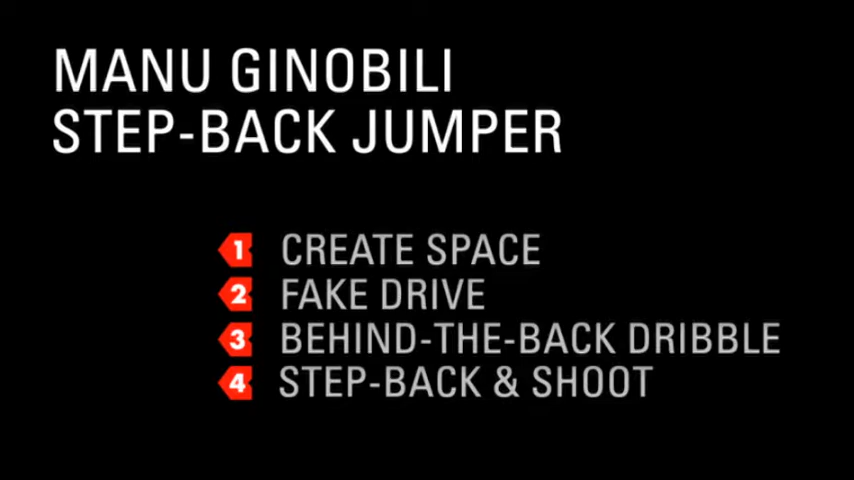 MANU GINOBILI
STEP-BACK JUMPER
1 CREATE SPACE
2 FAKE DRIVE
3 BEHIND-THE-BACK DRIBBLE
4 STEP-BACK & SHOOT